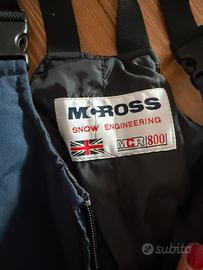 McROSS
SNOW ENGINEERING
MCR 800
subito